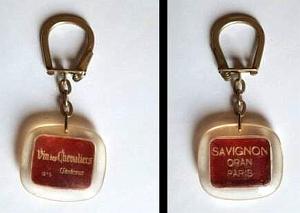 Vin des Chevaliers
SAVIGNON
ORAN
PARIS